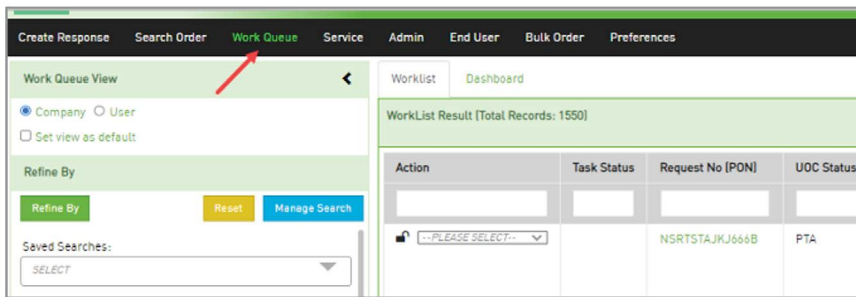 Create Response Search Order Work Queue Service Admin End User Bulk Order Preferences
Work Queue View
Company User
Set view as default
Refine By
Refine By Reset Manage Search
Saved Searches:
SELECT
Worklist Dashboard
WorkList Result (Total Records: 1550)
Action Task Status Request No (PON) UOC Status
--PLEASE SELECT-- NSRTSTAJKJ666B PTA